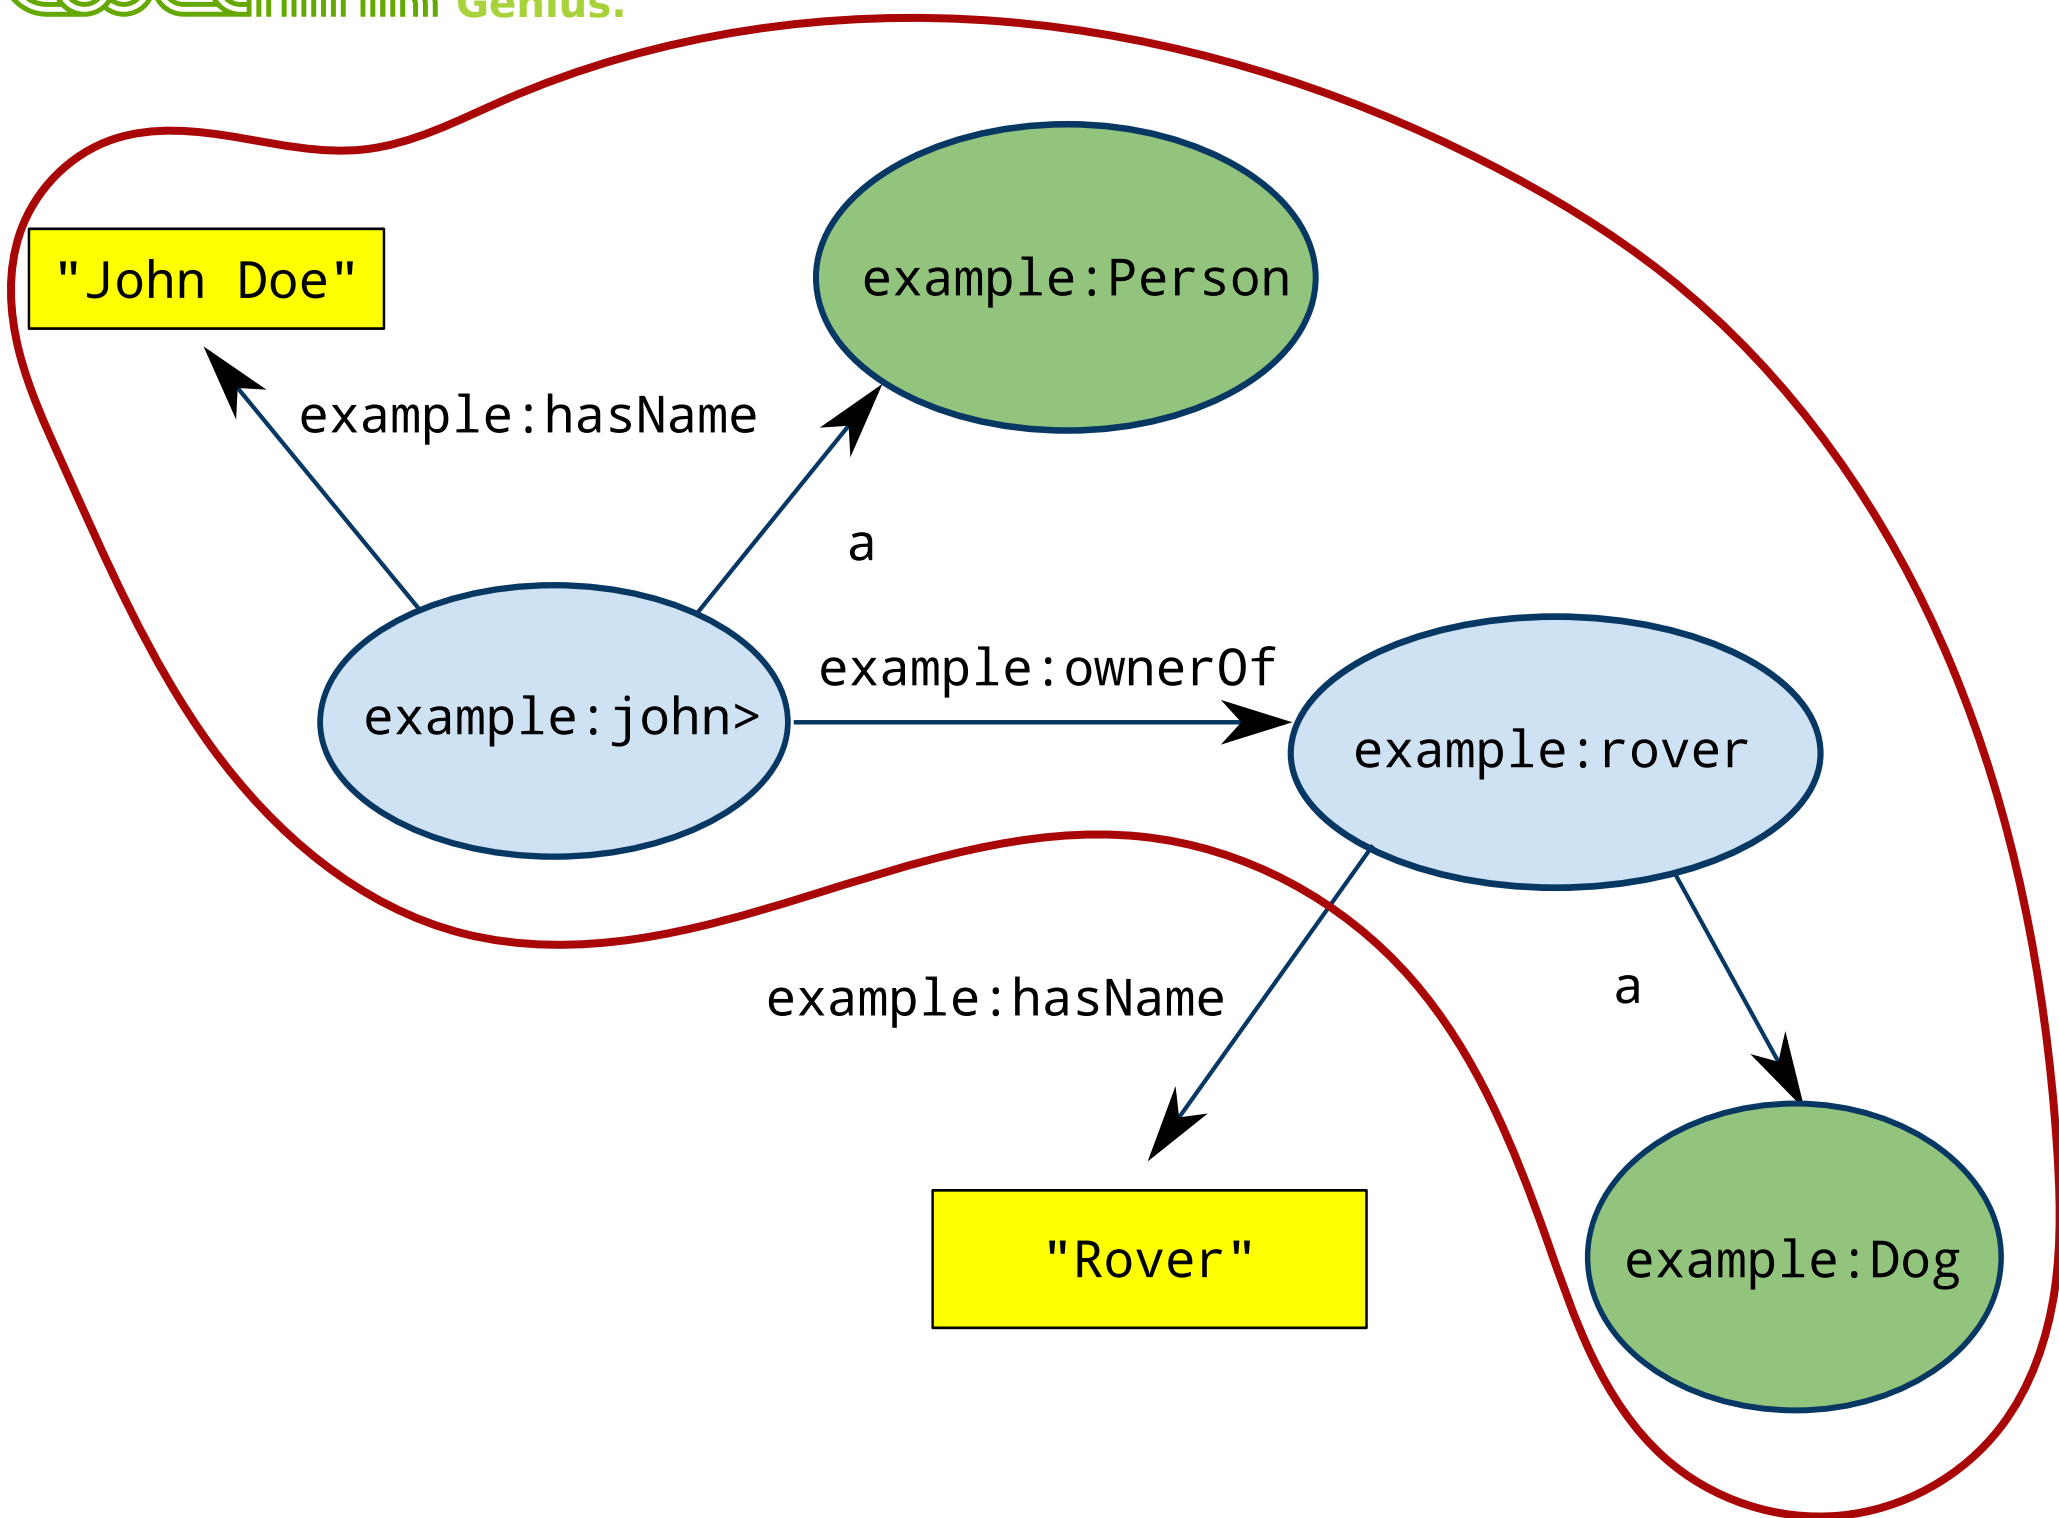 Genius.
"John Doe"
example:Person
example:hasName
a
example:ownerOf
example:john>
example:rover
example:hasName
a
"Rover"
example:Dog